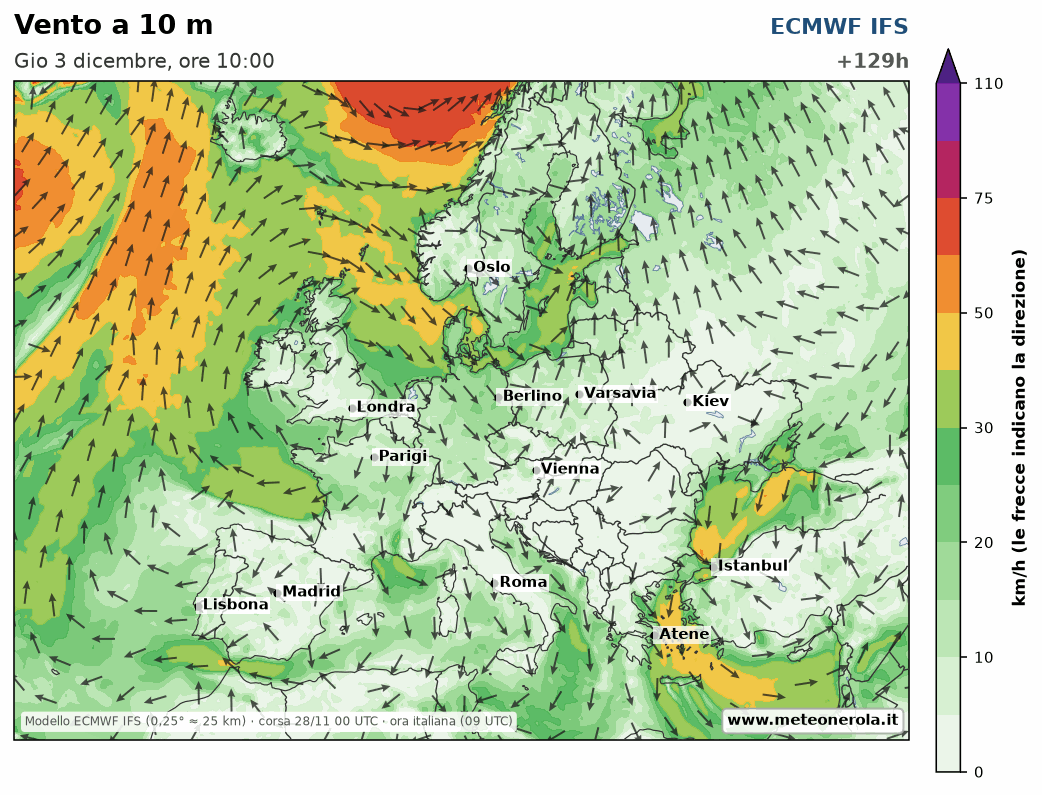 Vento a 10 m
ECMWF IFS
Gio 3 dicembre, ore 10:00
+129h
110
75
50
30
20
10
0
km/h (le frecce indicano la direzione)
Oslo
Londra
Berlino
Varsavia
Kiev
Parigi
Vienna
Istanbul
Roma
Madrid
Lisbona
Atene
Modello ECMWF IFS (0,25° ≈ 25 km) · corsa 28/11 00 UTC · ora italiana (09 UTC)
www.meteonerola.it